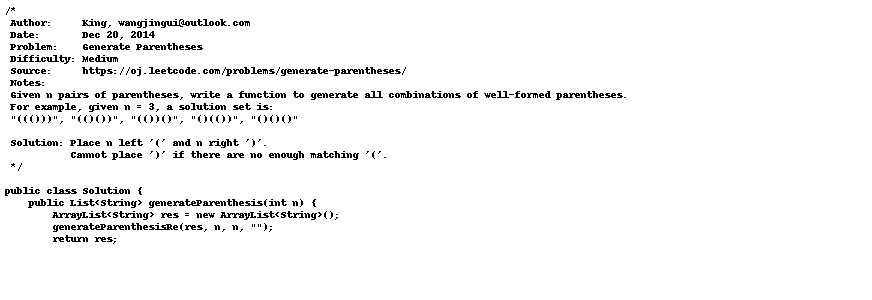 /*
 Author:     King, wangjingui@outlook.com
 Date:       Dec 20, 2014
 Problem:    Generate Parentheses
 Difficulty: Medium
 Source:     https://oj.leetcode.com/problems/generate-parentheses/
 Notes:
 Given n pairs of parentheses, write a function to generate all combinations of well-formed parentheses.
 For example, given n = 3, a solution set is:
 "((()))", "(()())", "(())()", "()(())", "()()()"

 Solution: Place n left '(' and n right ')'.
           Cannot place ')' if there are no enough matching '('.
 */

public class Solution {
    public List<String> generateParenthesis(int n) {
        ArrayList<String> res = new ArrayList<String>();
        generateParenthesisRe(res, n, n, "");
        return res;